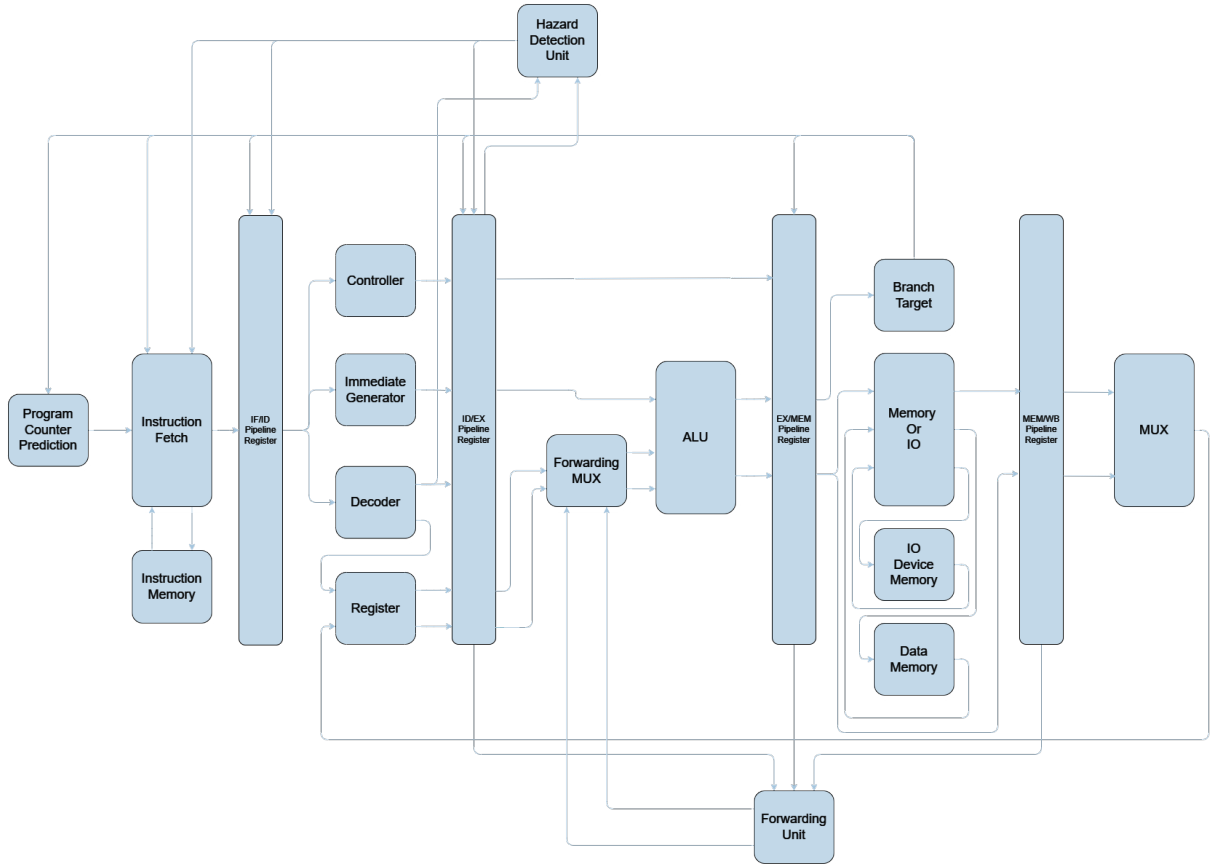 Hazard
Detection
Unit
Controller
Branch
Target
Immediate
Generator
Program
Counter
Prediction
Instruction
Fetch
IF/ID
Pipeline
Register
ID/EX
Pipeline
Register
ALU
EX/MEM
Pipeline
Register
Memory
Or
IO
MEM/WB
Pipeline
Register
MUX
Forwarding
MUX
Decoder
IO
Device
Memory
Instruction
Memory
Register
Data
Memory
Forwarding
Unit